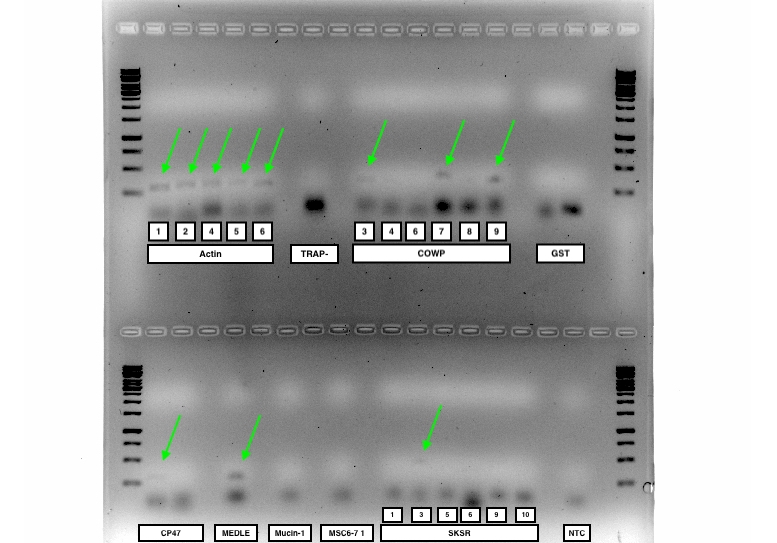 1 2 4 5 6 3 4 6 7 8 9
Actin TRAP- COWP GST
1 3 5 6 9 10
CP47 MEDLE Mucin-1 MSC6-7 1 SKSR NTC